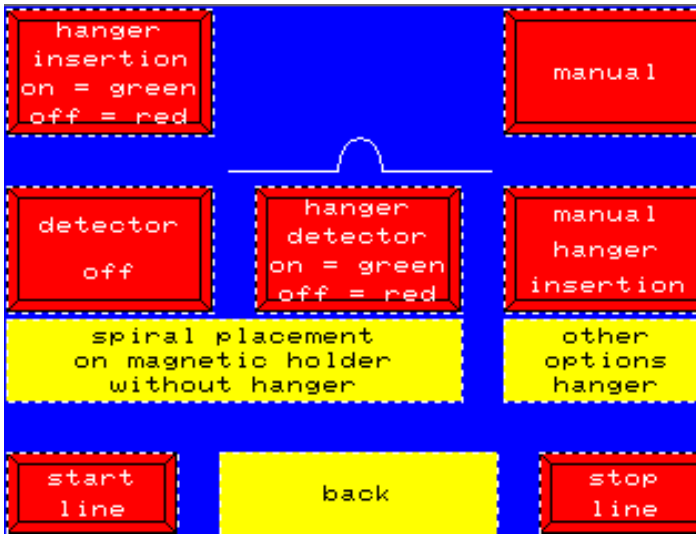 hanger
insertion
on = green
off = red
manual
detector
off
hanger
detector
on = green
off = red
manual
hanger
insertion
spiral placement
on magnetic holder
without hanger
other
options
hanger
start
line
back
stop
line